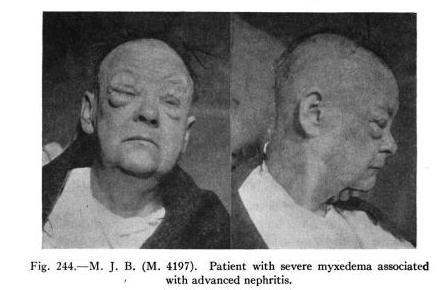 Fig. 244.—M. J. B. (M. 4197). Patient with severe myxedema associated
with advanced nephritis.